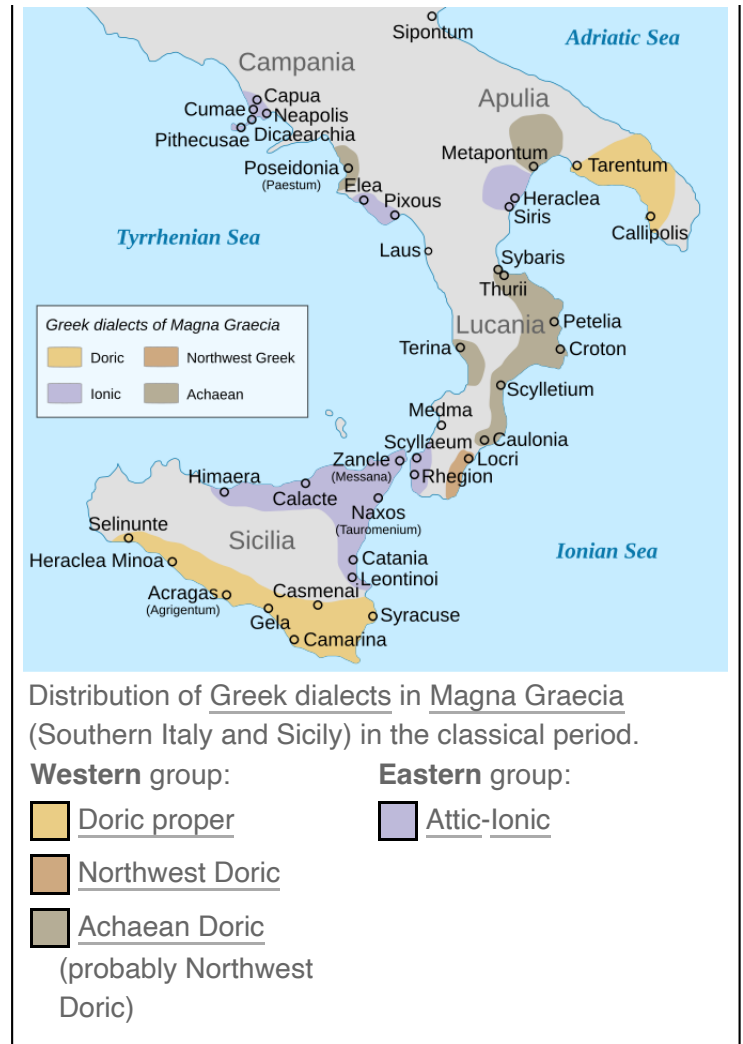 Sipontum
Adriatic Sea
Campania
Apulia
Capua
Cumae
Neapolis
Dicaearchia
Pithecusae
Metapontum
Tarentum
Poseidonia
(Paestum)
Elea
Pixous
Heraclea
Siris
Callipolis
Tyrrhenian Sea
Laus
Sybaris
Thurii
Lucania
Petelia
Croton
Terina
Greek dialects of Magna Graecia
Doric
Northwest Greek
Ionic
Achaean
Scylletium
Medma
Scyllaeum
Caulonia
Zancle
(Messana)
Locri
Rhegion
Himaera
Calacte
Naxos
(Tauromenium)
Selinunte
Sicilia
Ionian Sea
Heraclea Minoa
Catania
Leontinoi
Acragas
(Agrigentum)
Casmenai
Gela
Syracuse
Camarina
Distribution of Greek dialects in Magna Graecia
(Southern Italy and Sicily) in the classical period.
Western group:
Doric proper
Northwest Doric
Achaean Doric
(probably Northwest
Doric)
Eastern group:
Attic-Ionic